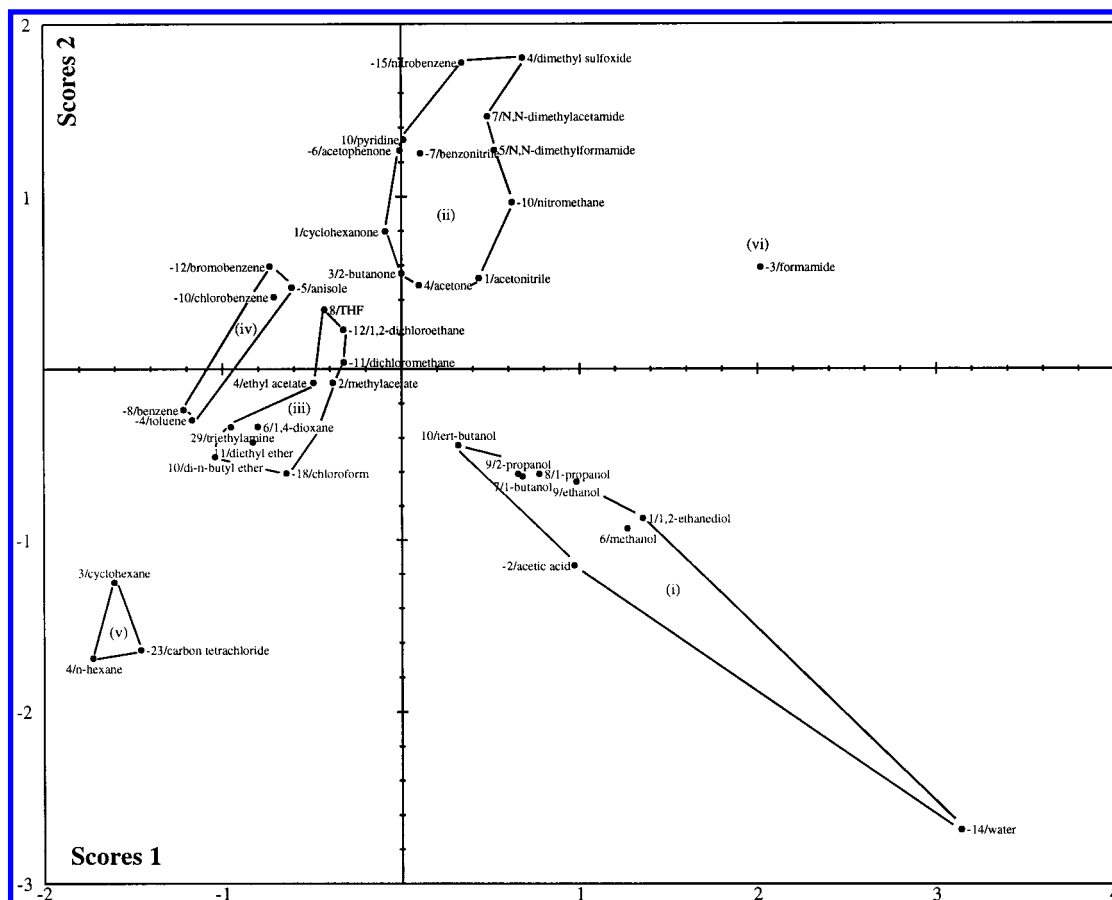 2
Scores 2
-15/nitrobenzene
4/dimethyl sulfoxide
7/N,N-dimethylacetamide
10/pyridine
-6/acetophenone
-7/benzonitrile
5/N,N-dimethylformamide
1
-10/nitromethane
(ii)
1/cyclohexanone
(vi)
-12/bromobenzene
3/2-butanone
1/acetonitrile
-3/formamide
4/acetone
-5/anisole
-10/chlorobenzene
8/THF
(iv)
-12/1,2-dichloroethane
-11/dichloromethane
0
4/ethyl acetate
2/methylacetate
(iii)
-8/benzene
-4/toluene
6/1,4-dioxane
29/triethylamine
11/diethyl ether
10/di-n-butyl ether
-18/chloroform
10/tert-butanol
9/2-propanol
8/1-propanol
7/1-butanol
9/ethanol
1/1,2-ethanediol
6/methanol
-1
-2/acetic acid
3/cyclohexane
(i)
(v)
-23/carbon tetrachloride
4/n-hexane
-2
-14/water
Scores 1
-3
-2
-1
0
1
2
3
4